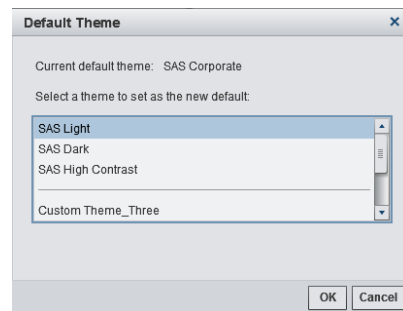 Default Theme
Current default theme: SAS Corporate
Select a theme to set as the new default:
SAS Light
SAS Dark
SAS High Contrast
Custom Theme_Three
OK Cancel